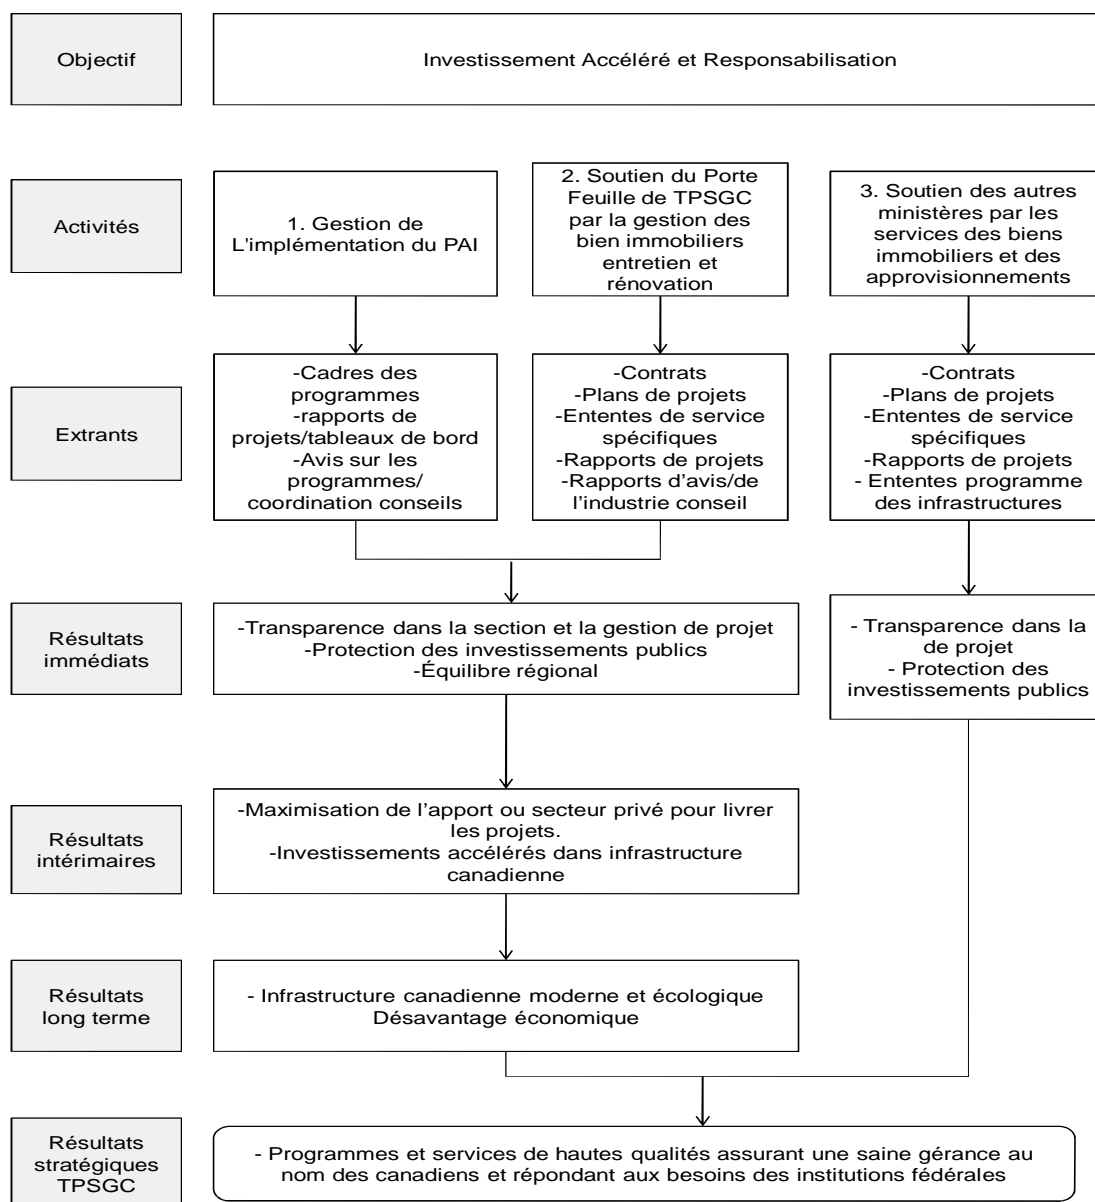 Objectif
Investissement Accéléré et Responsabilisation
Activités
1. Gestion de
L'implémentation du PAI
2. Soutien du Porte
Feuille de TPSGC
par la gestion des
bien immobiliers
entretien et
rénovation
3. Soutien des autres
ministères par les
services des biens
immobiliers et des
approvisionnements
Extrants
-Cadres des
programmes
-rapports de
projets/tableaux de bord
-Avis sur les
programmes/
coordination conseils
-Contrats
-Plans de projets
-Ententes de service
spécifiques
-Rapports de projets
-Rapports d’avis/de
l’industrie conseil
-Contrats
-Plans de projets
-Ententes de service
spécifiques
-Rapports de projets
- Ententes programme
des infrastructures
Résultats
immédiats
-Transparence dans la section et la gestion de projet
-Protection des investissements publics
-Équilibre régional
- Transparence dans la
de projet
- Protection des
investissements publics
Résultats
intérimaires
-Maximisation de l’apport ou secteur privé pour livrer
les projets.
-Investissements accélérés dans infrastructure
canadienne
Résultats
long terme
- Infrastructure canadienne moderne et écologique
Désavantage économique
Résultats
stratégiques
TPSGC
- Programmes et services de hautes qualités assurant une saine gérance au
nom des canadiens et répondant aux besoins des institutions fédérales